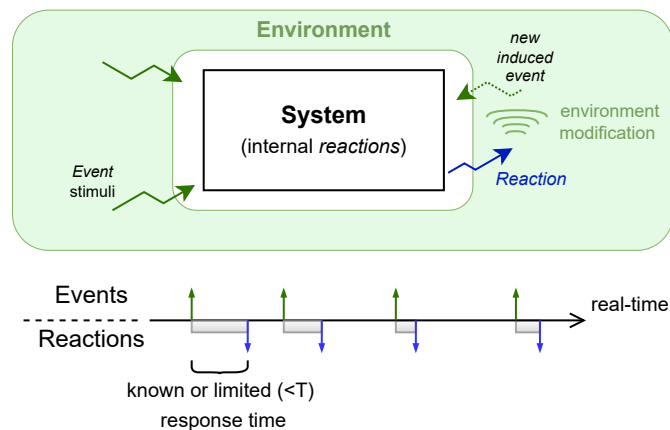 Environment
new
induced
event
System
(internal reactions)
environment
modification
Event
stimuli
Reaction
Events
real-time
Reactions
known or limited (<T)
response time